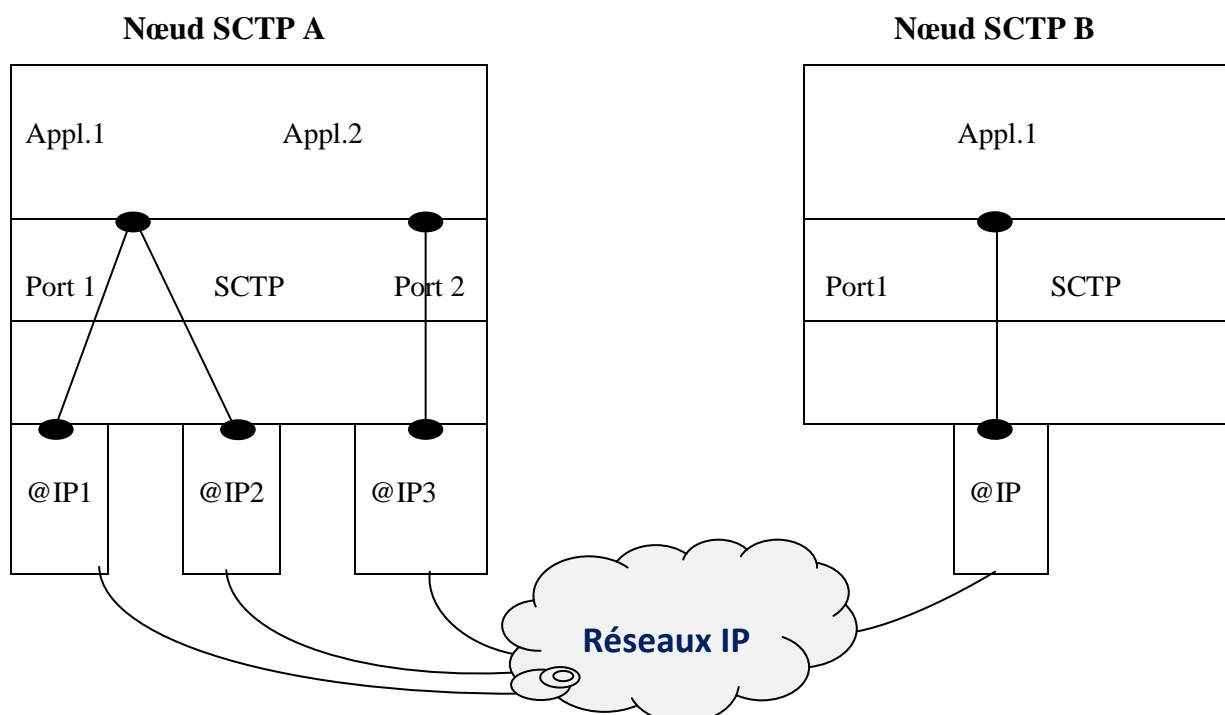 Nœud SCTP A
Nœud SCTP B
Appl.1 Appl.2
Appl.1
Port 1 SCTP Port 2
Port1 SCTP
@IP1 @IP2 @IP3
@IP
Réseaux IP